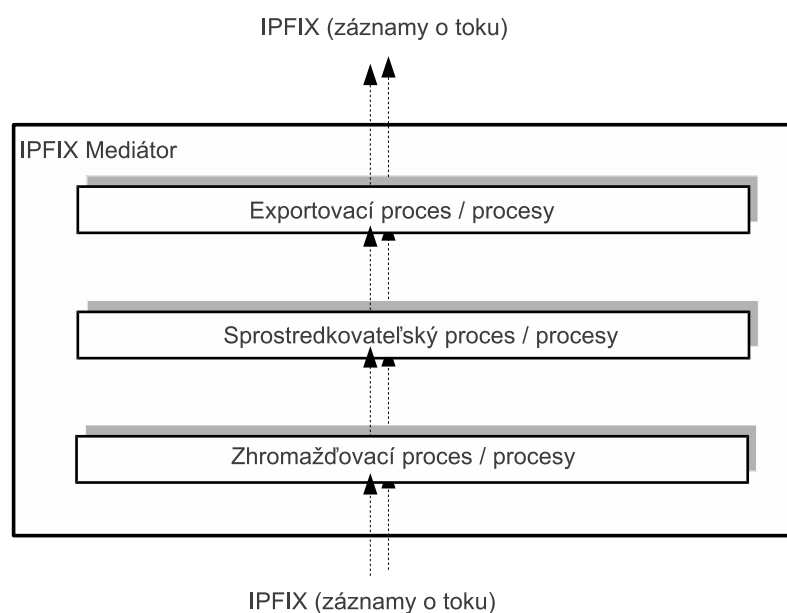 IPFIX (záznamy o toku)
IPFIX Mediátor
Exportovací proces / procesy
Sprostredkovateľský proces / procesy
Zhromažďovací proces / procesy
IPFIX (záznamy o toku)